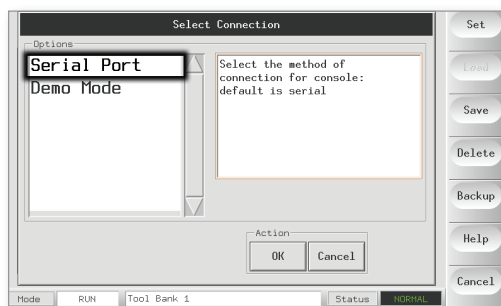 Select Connection
Options
Serial Port
Demo Mode
Select the method of
connection for console:
default is serial
Action
OK
Cancel
Set
Load
Save
Delete
Backup
Help
Cancel
Mode
RUN
Tool Bank 1
Status
NORMAL